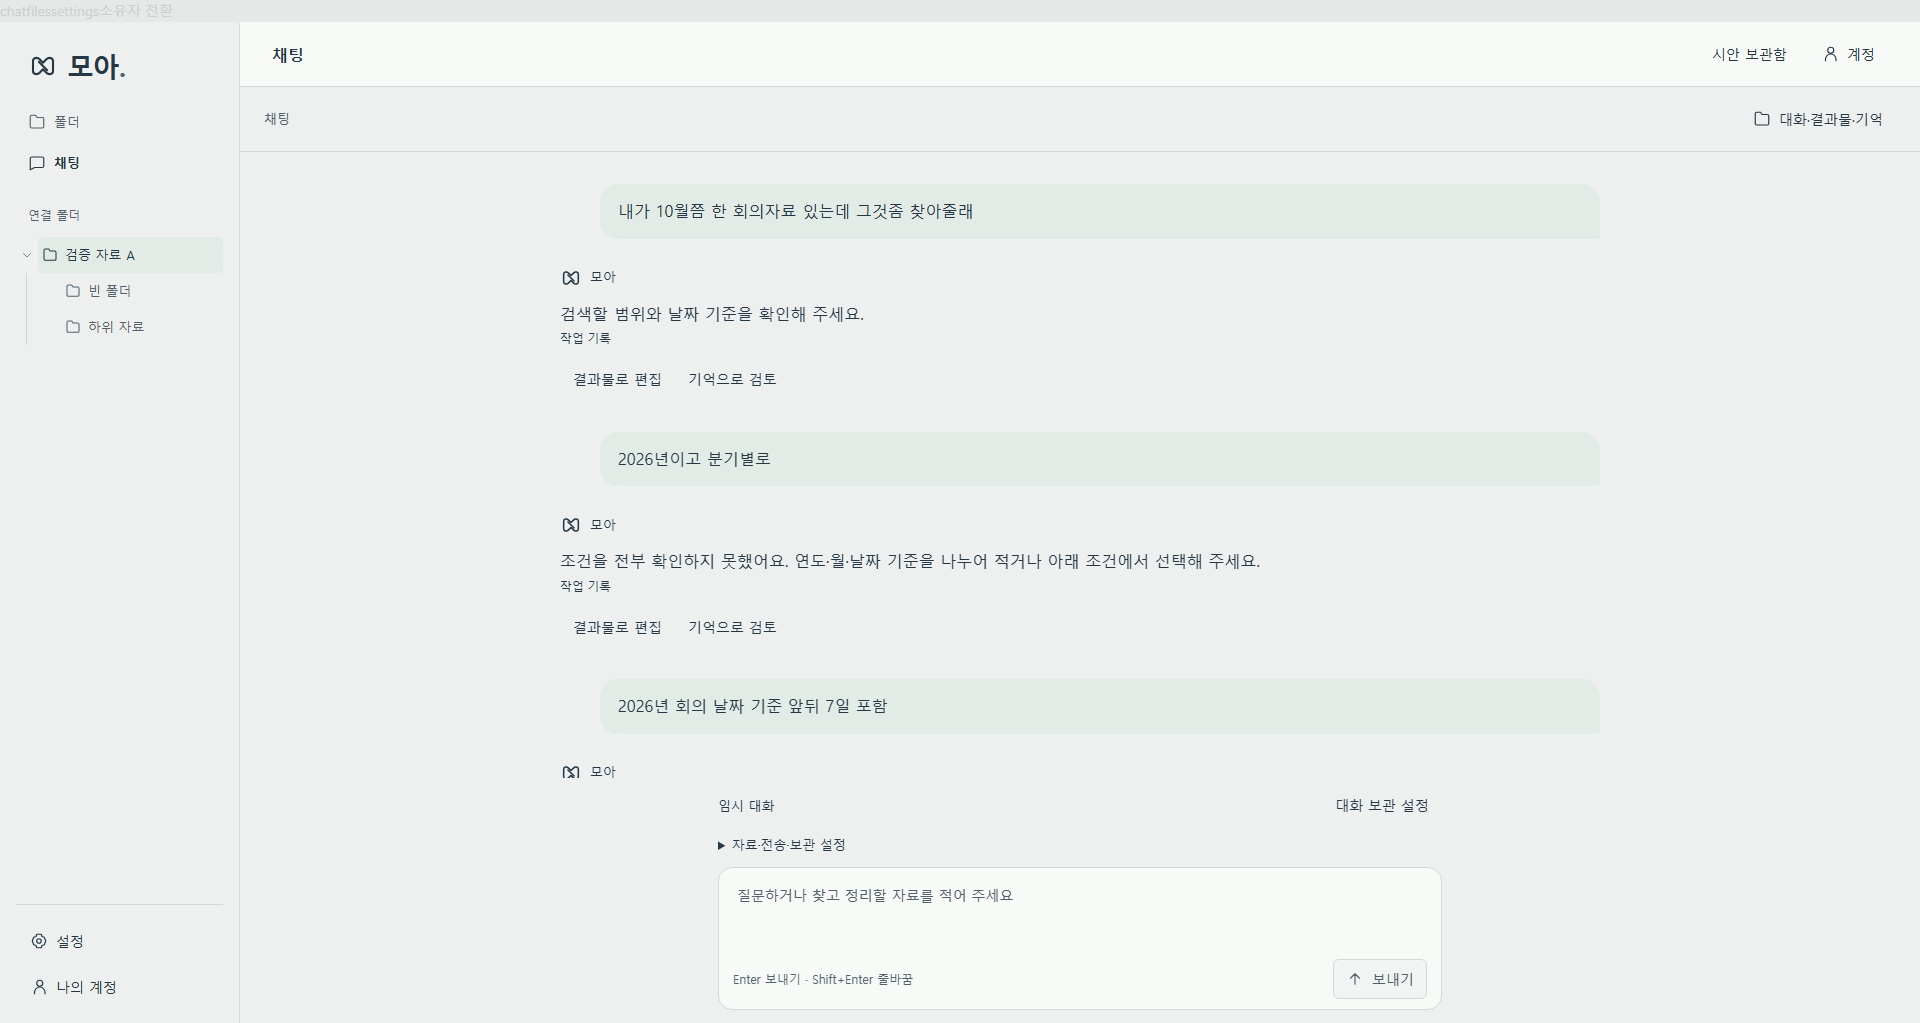 chatfilessettings소유자 전환
모아.
폴더
채팅
연결 폴더
검증 자료 A
빈 폴더
하위 자료
설정
나의 계정
채팅
시안 보관함
계정
채팅
대화·결과물·기억
내가 10월쯤 한 회의자료 있는데 그것좀 찾아줄래
모아
검색할 범위와 날짜 기준을 확인해 주세요.
작업 기록
결과물로 편집 기억으로 검토
2026년이고 분기별로
모아
조건을 전부 확인하지 못했어요. 연도·월·날짜 기준을 나누어 적거나 아래 조건에서 선택해 주세요.
작업 기록
결과물로 편집 기억으로 검토
2026년 회의 날짜 기준 앞뒤 7일 포함
모아
임시 대화 대화 보관 설정
▶ 자료·전송·보관 설정
질문하거나 찾고 정리할 자료를 적어 주세요
Enter 보내기 · Shift+Enter 줄바꿈
보내기